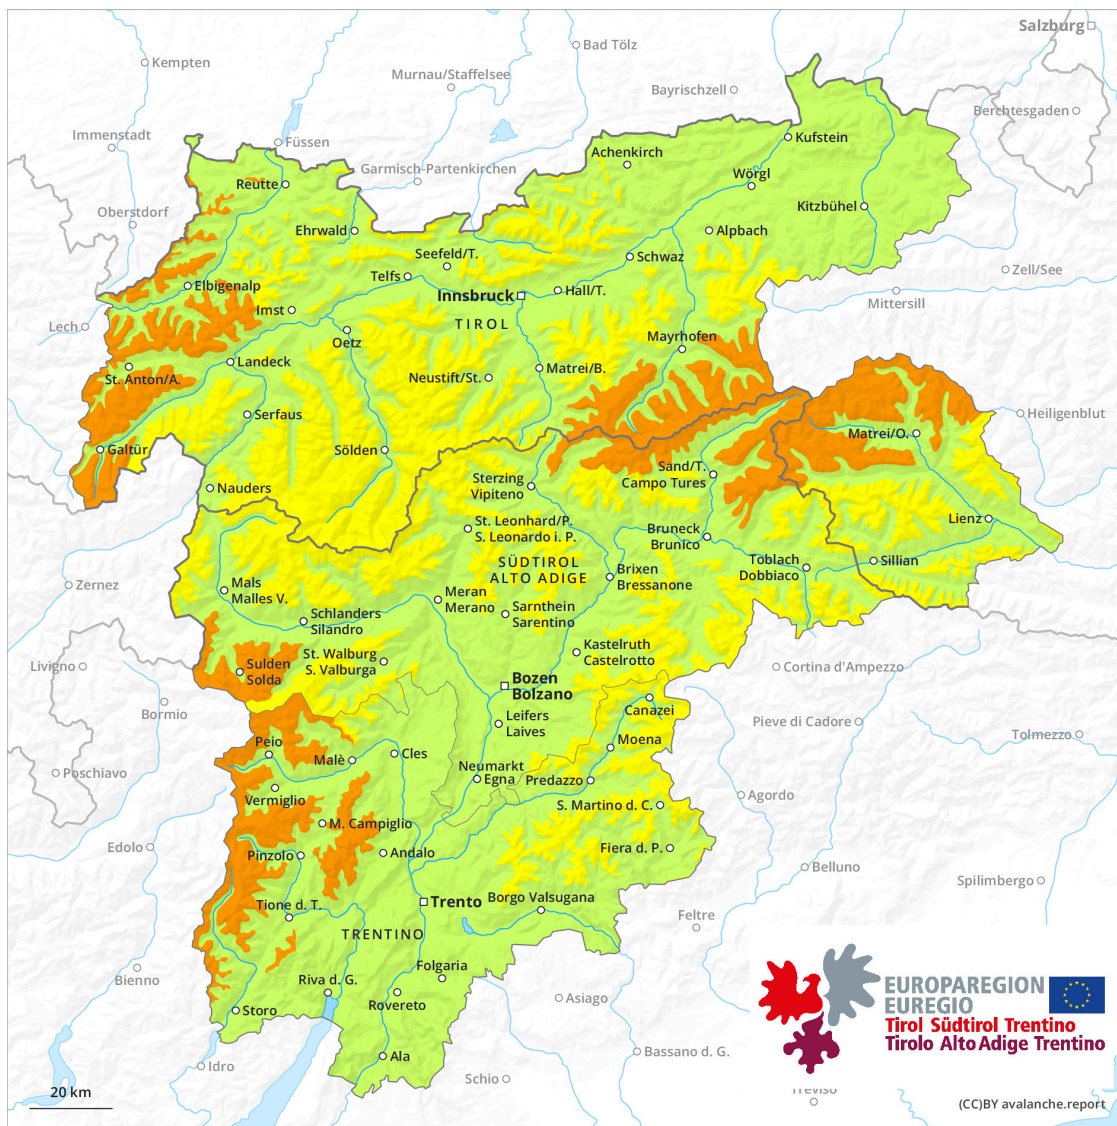 Salzburg
Kempten
Bad Tölz
Murnau/Staffelsee
Bayrischzell
Berchtesgaden
Immenstadt
Füssen
Kufstein
Achenkirch
Garmisch-Partenkirchen
Wörgl
Reutte
Oberstdorf
Kitzbühel
Ehrwald
Alpbach
Seefeld/T.
Schwaz
Telfs
Zell/See
Elbigenalp
Innsbruck
Hall/T.
Mittersill
Imst
TIROL
Lech
Oetz
Mayrhofen
Landeck
St. Anton/A.
Neustift/St.
Matrei/B.
Serfaus
Heiligenblut
Matrei/O.
Galtür
Sölden
Sand/T.
Campo Tures
Sterzing
Vipiteno
Nauders
Lienz
St. Leonhard/P.
S. Leonardo i. P.
Bruneck
Brunico
SÜDTIROL
ALTO ADIGE
Toblach
Dobbiaco
Sillian
Zernez
Mals
Malles V.
Brixen
Bressanone
Meran
Merano
Sarnthein
Sarentino
Schlanders
Silandro
Kastelruth
Castelrotto
St. Walburg
S. Valburga
Livigno
Sulden
Solda
Cortina d'Ampezzo
Bozen
Bolzano
Bormio
Canazei
Leifers
Laives
Pieve di Cadore
Moena
Tolmezzo
Peio
Cles
Malè
Poschiavo
Neumarkt
Egna
Predazzo
Vermiglio
Agordo
S. Martino d. C.
M. Campiglio
Edolo
Fiera d. P.
Pinzolo
Andalo
Belluno
Spilimbergo
Borgo Valsugana
Trento
Tione d. T.
Feltre
TRENTINO
Folgaria
Bienno
Riva d. G.
Rovereto
Asiago
Storo
EUROPAREGION
EUREGIO
Tirol Südtirol Trentino
Tirolo Alto Adige Trentino
Ala
Bassano d. G.
Idro
Schio
Treviso
20 km
(CC)BY avalanche.report